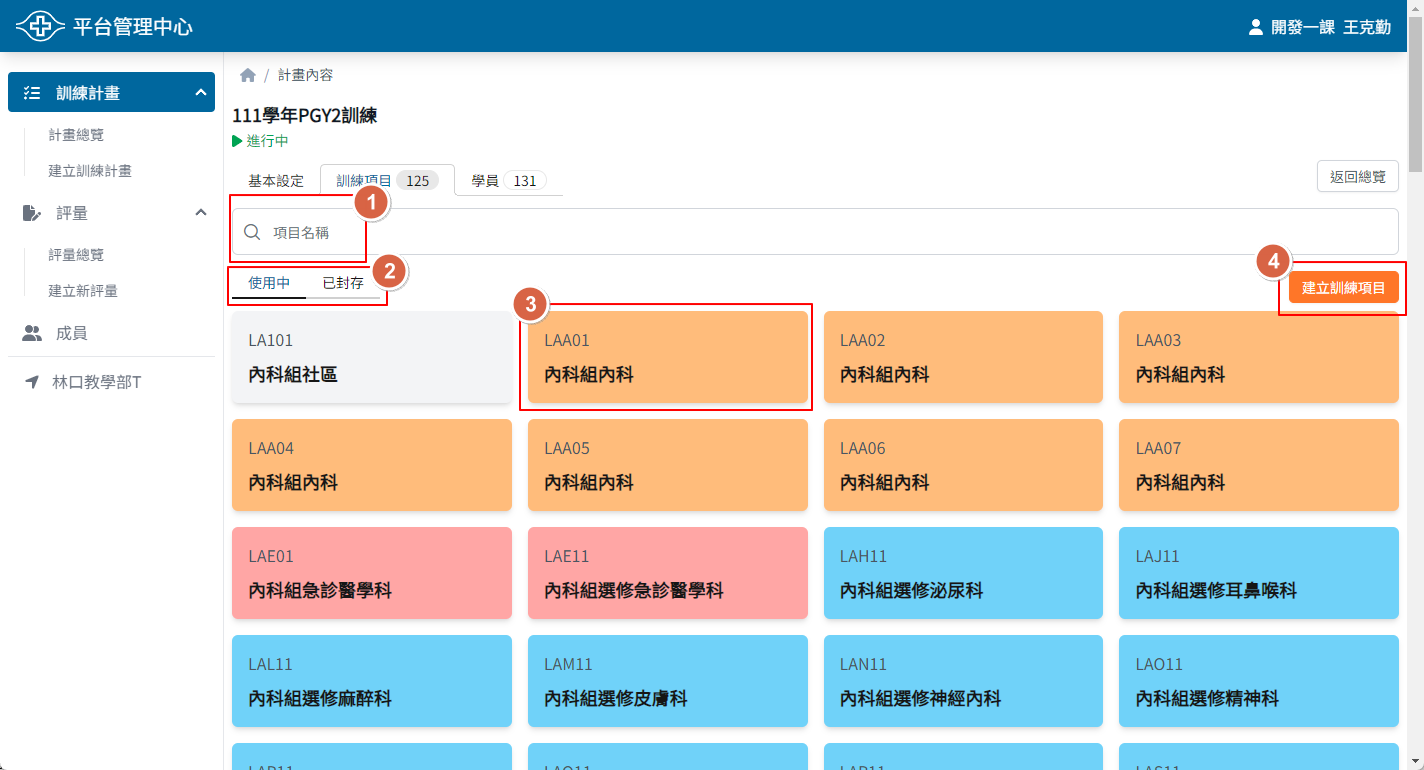 平台管理中心
開發一課 王克勤
訓練計畫
計畫總覽
建立訓練計畫
評量
評量總覽
建立新評量
成員
林口教學部T
/ 計畫內容
111學年PGY2訓練
進行中
基本設定 訓練項目 125 學員 131
返回總覽
1
項目名稱
2
使用中 已封存
3
4
建立訓練項目
LA101
內科組社區
LAA01
內科組內科
LAA02
內科組內科
LAA03
內科組內科
LAA04
內科組內科
LAA05
內科組內科
LAA06
內科組內科
LAA07
內科組內科
LAE01
內科組急診醫學科
LAE11
內科組選修急診醫學科
LAH11
內科組選修泌尿科
LAJ11
內科組選修耳鼻喉科
LAL11
內科組選修麻醉科
LAM11
內科組選修皮膚科
LAN11
內科組選修神經內科
LAO11
內科組選修精神科